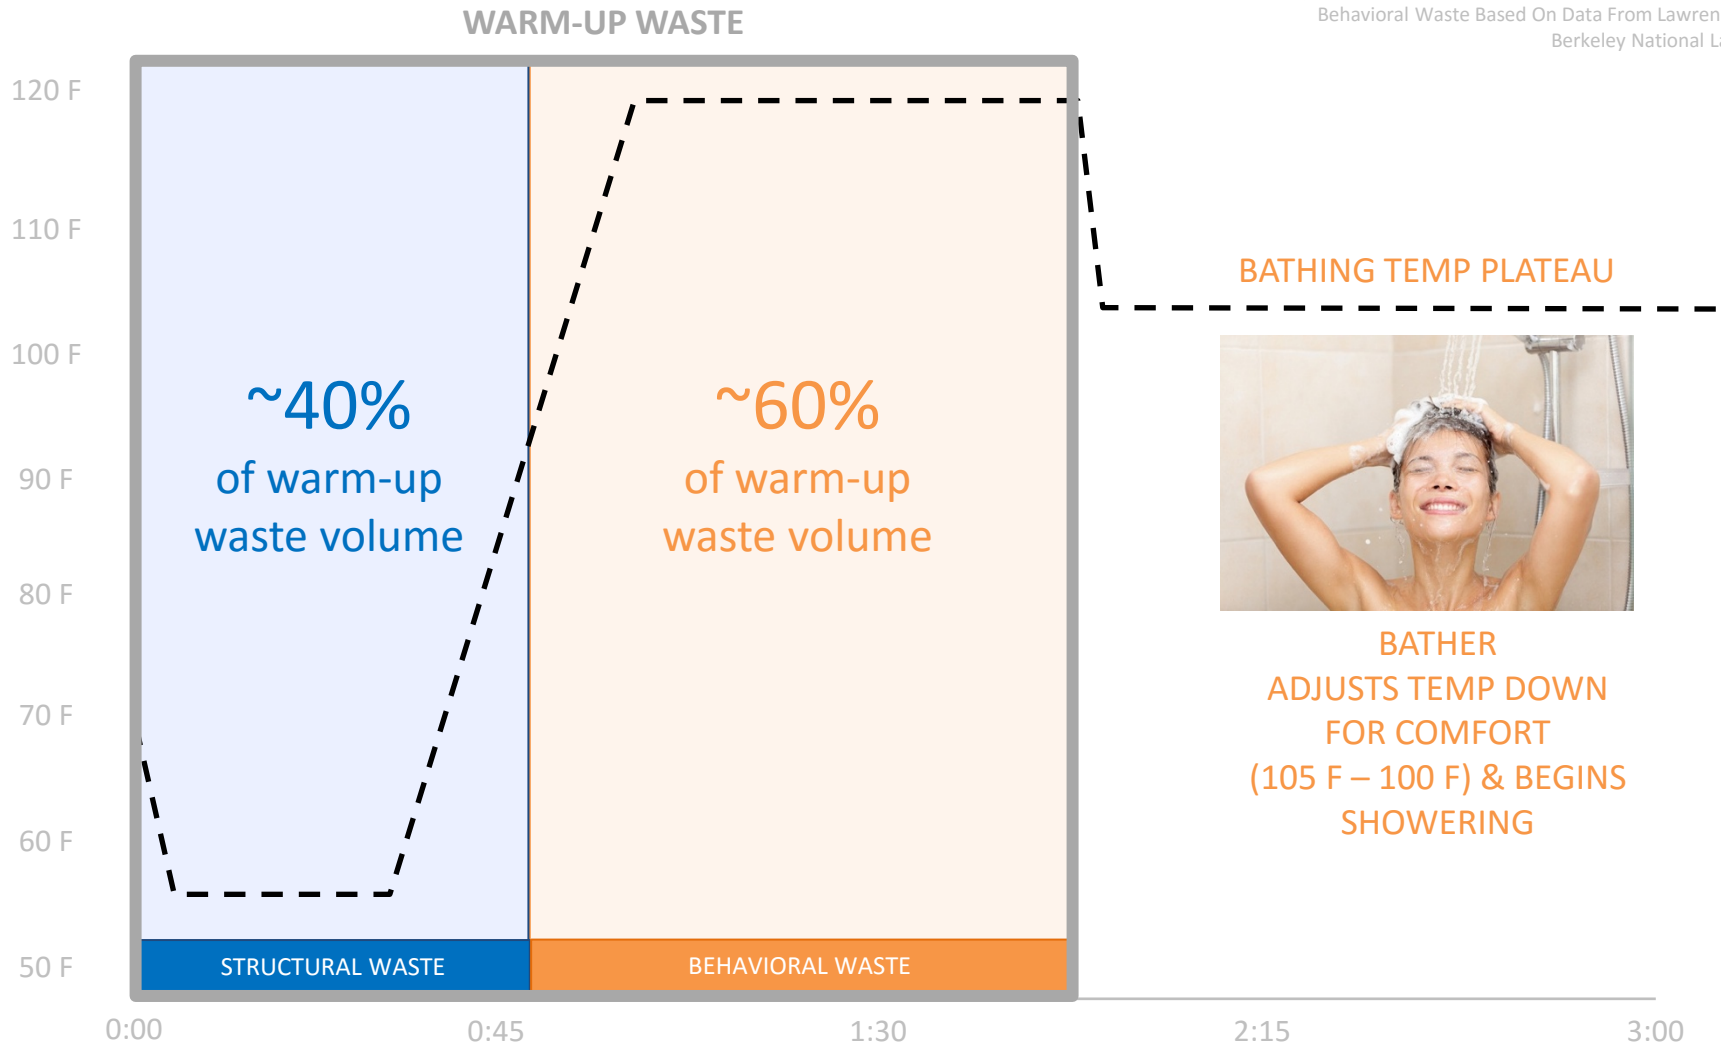 WARM-UP WASTE
Behavioral Waste Based On Data From
Berkeley National
120 F
110 F
100 F
90 F
80 F
70 F
60 F
50 F
~40%
of warm-up
waste volume
~60%
of warm-up
waste volume
STRUCTURAL WASTE
BEHAVIORAL WASTE
BATHING TEMP PLATEAU
BATHER
ADJUSTS TEMP DOWN
FOR COMFORT
(105 F – 100 F) & BEGINS
SHOWERING
0:00
0:45
1:30
2:15
3:00